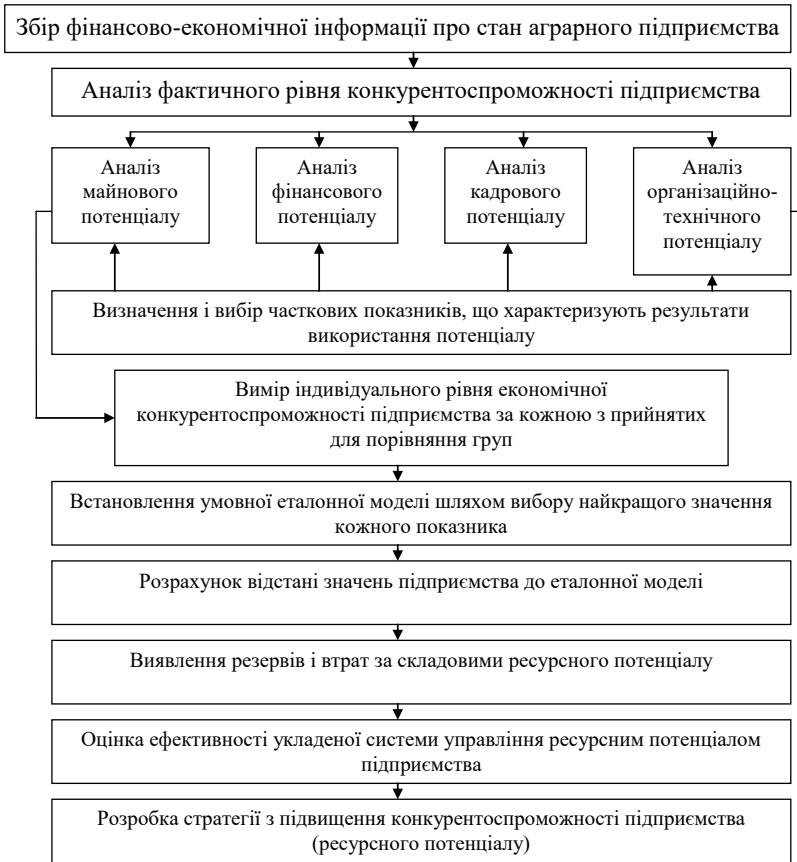 Збір фінансово-економічної інформації про стан аграрного підприємства
Аналіз фактичного рівня конкурентоспроможності підприємства
Аналіз
майнового
потенціалу
Аналіз
фінансового
потенціалу
Аналіз
кадрового
потенціалу
Аналіз
організаційно-
технічного
потенціалу
Визначення і вибір часткових показників, що характеризують результати
використання потенціалу
Вимір індивідуального рівня економічної
конкурентоспроможності підприємства за кожною з прийнятих
для порівняння груп
Встановлення умовної еталонної моделі шляхом вибору найкращого значення
кожного показника
Розрахунок відстані значень підприємства до еталонної моделі
Виявлення резервів і втрат за складовими ресурсного потенціалу
Оцінка ефективності укладеної системи управління ресурсним потенціалом
підприємства
Розробка стратегії з підвищення конкурентоспроможності підприємства
(ресурсного потенціалу)